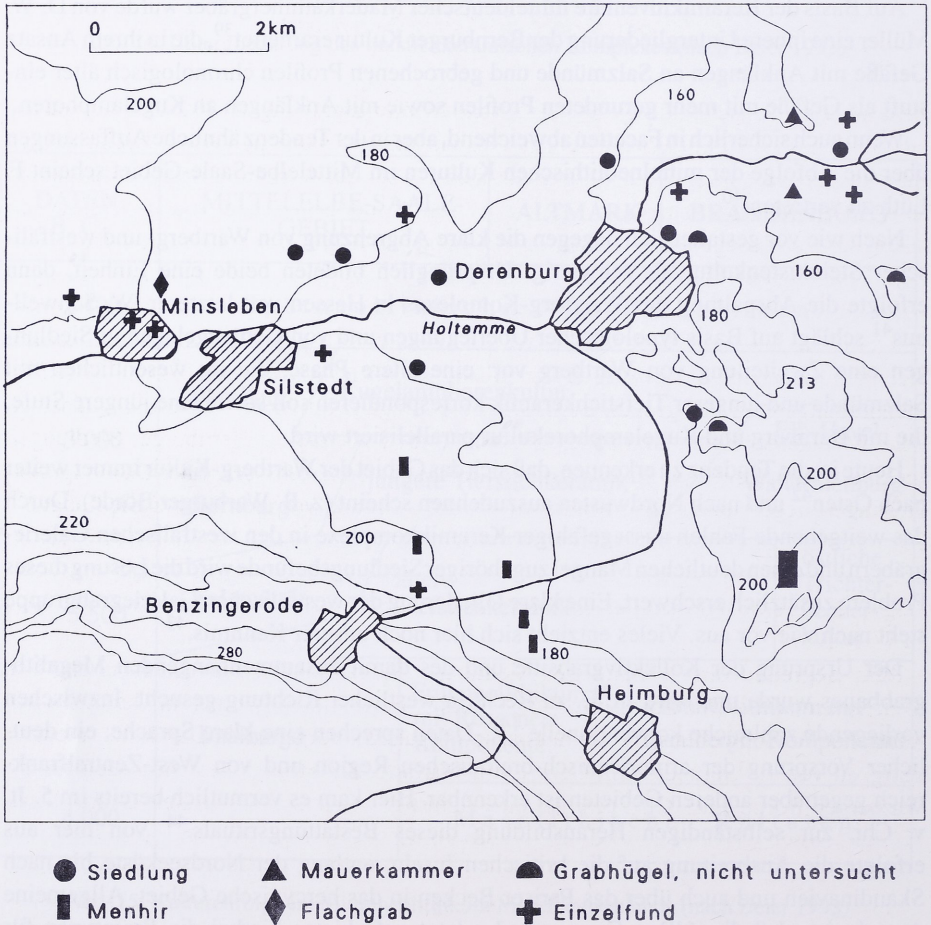 0 2km
200
160
180
Derenburg
160
Minsleben
Holtemme
180
Silstedt
213
200
220
200
200
Benzingerode
280
180
Heimburg
Siedlung Mauerkammer Grabhügel, nicht untersucht
Menhir Flachgrab Einzelfund